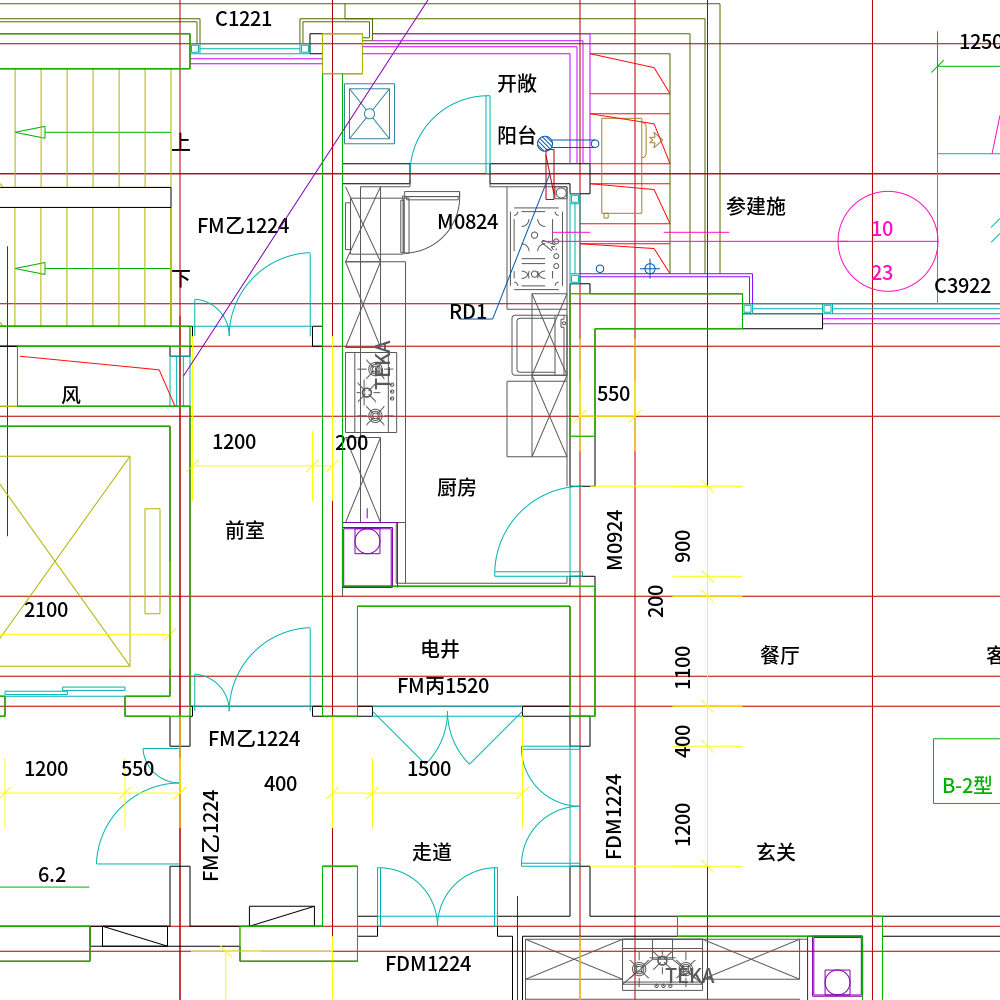 C1221
1250
开敞
阳台
上
FM乙1224
M0824
参建施
10
23
下
C3922
RD1
TEKA
风
550
1200
200
厨房
前室
M0924
900
200
2100
电井
1100
餐厅
客
FM丙1520
FM乙1224
400
1200
550
400
1500
B-2型
FM乙1224
FDM1224
1200
走道
玄关
6.2
FDM1224
TEKA